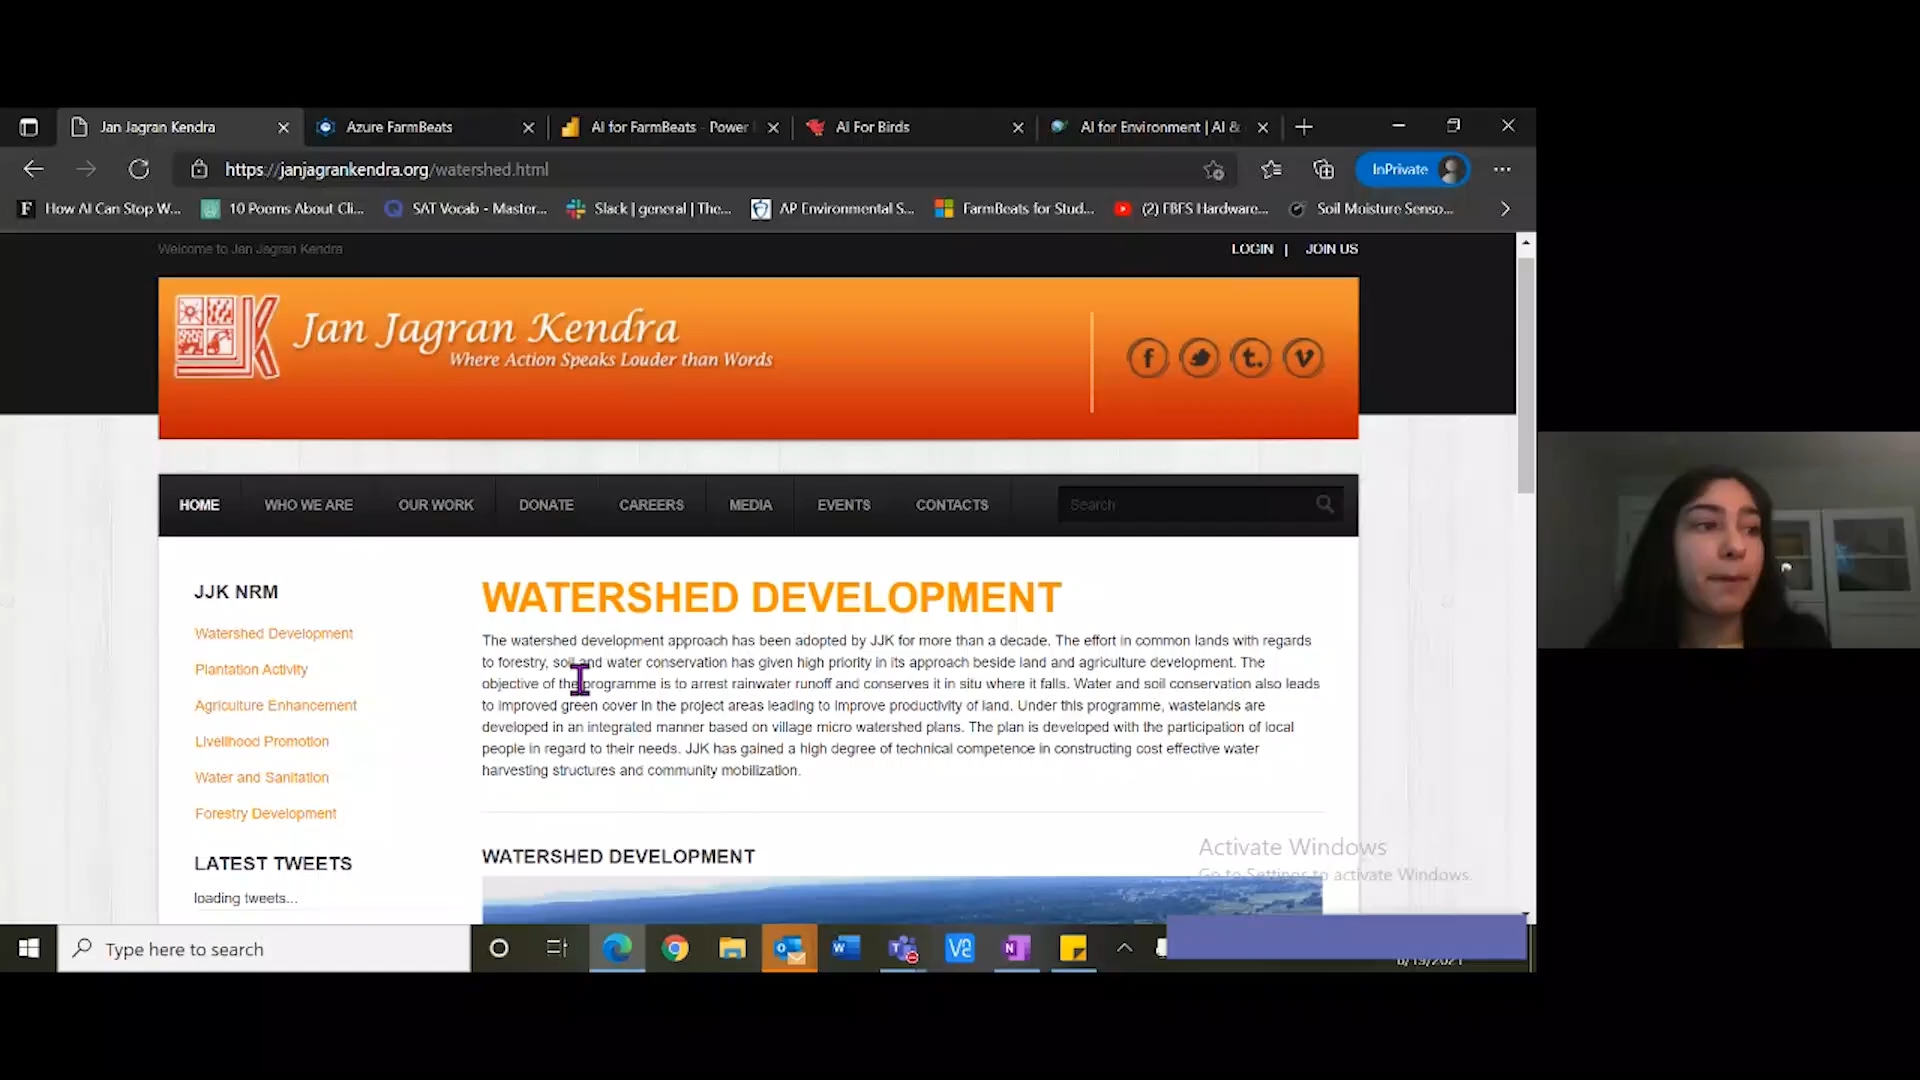 Jan Jagran Kendra
Azure FarmBeats
AI for FarmBeats - Power
AI For Birds
AI for Environment | AI &
https://janjagrankendra.org/watershed.html
InPrivate
How AI Can Stop W...
10 Poems About Cli...
SAT Vocab - Master...
Slack | general | The...
AP Environmental S...
FarmBeats for Stud...
(2) FBFS Hardware...
Soil Moisture Senso...
Welcome to Jan Jagran Kendra
LOGIN | JOIN US
Jan Jagran Kendra
Where Action Speaks Louder than Words
HOME WHO WE ARE OUR WORK DONATE CAREERS MEDIA EVENTS CONTACTS Search
JJK NRM
Watershed Development
Plantation Activity
Agriculture Enhancement
Livelihood Promotion
Water and Sanitation
Forestry Development
LATEST TWEETS
loading tweets...
WATERSHED DEVELOPMENT
The watershed development approach has been adopted by JJK for more than a decade. The effort in common lands with regards
to forestry, soil and water conservation has given high priority in its approach beside land and agriculture development. The
objective of the programme is to arrest rainwater runoff and conserves it in situ where it falls. Water and soil conservation also leads
to improved green cover in the project areas leading to improve productivity of land. Under this programme, wastelands are
developed in an integrated manner based on village micro watershed plans. The plan is developed with the participation of local
people in regard to their needs. JJK has gained a high degree of technical competence in constructing cost effective water
harvesting structures and community mobilization.
WATERSHED DEVELOPMENT
Activate Windows
Go to Settings to activate Windows.
Type here to search